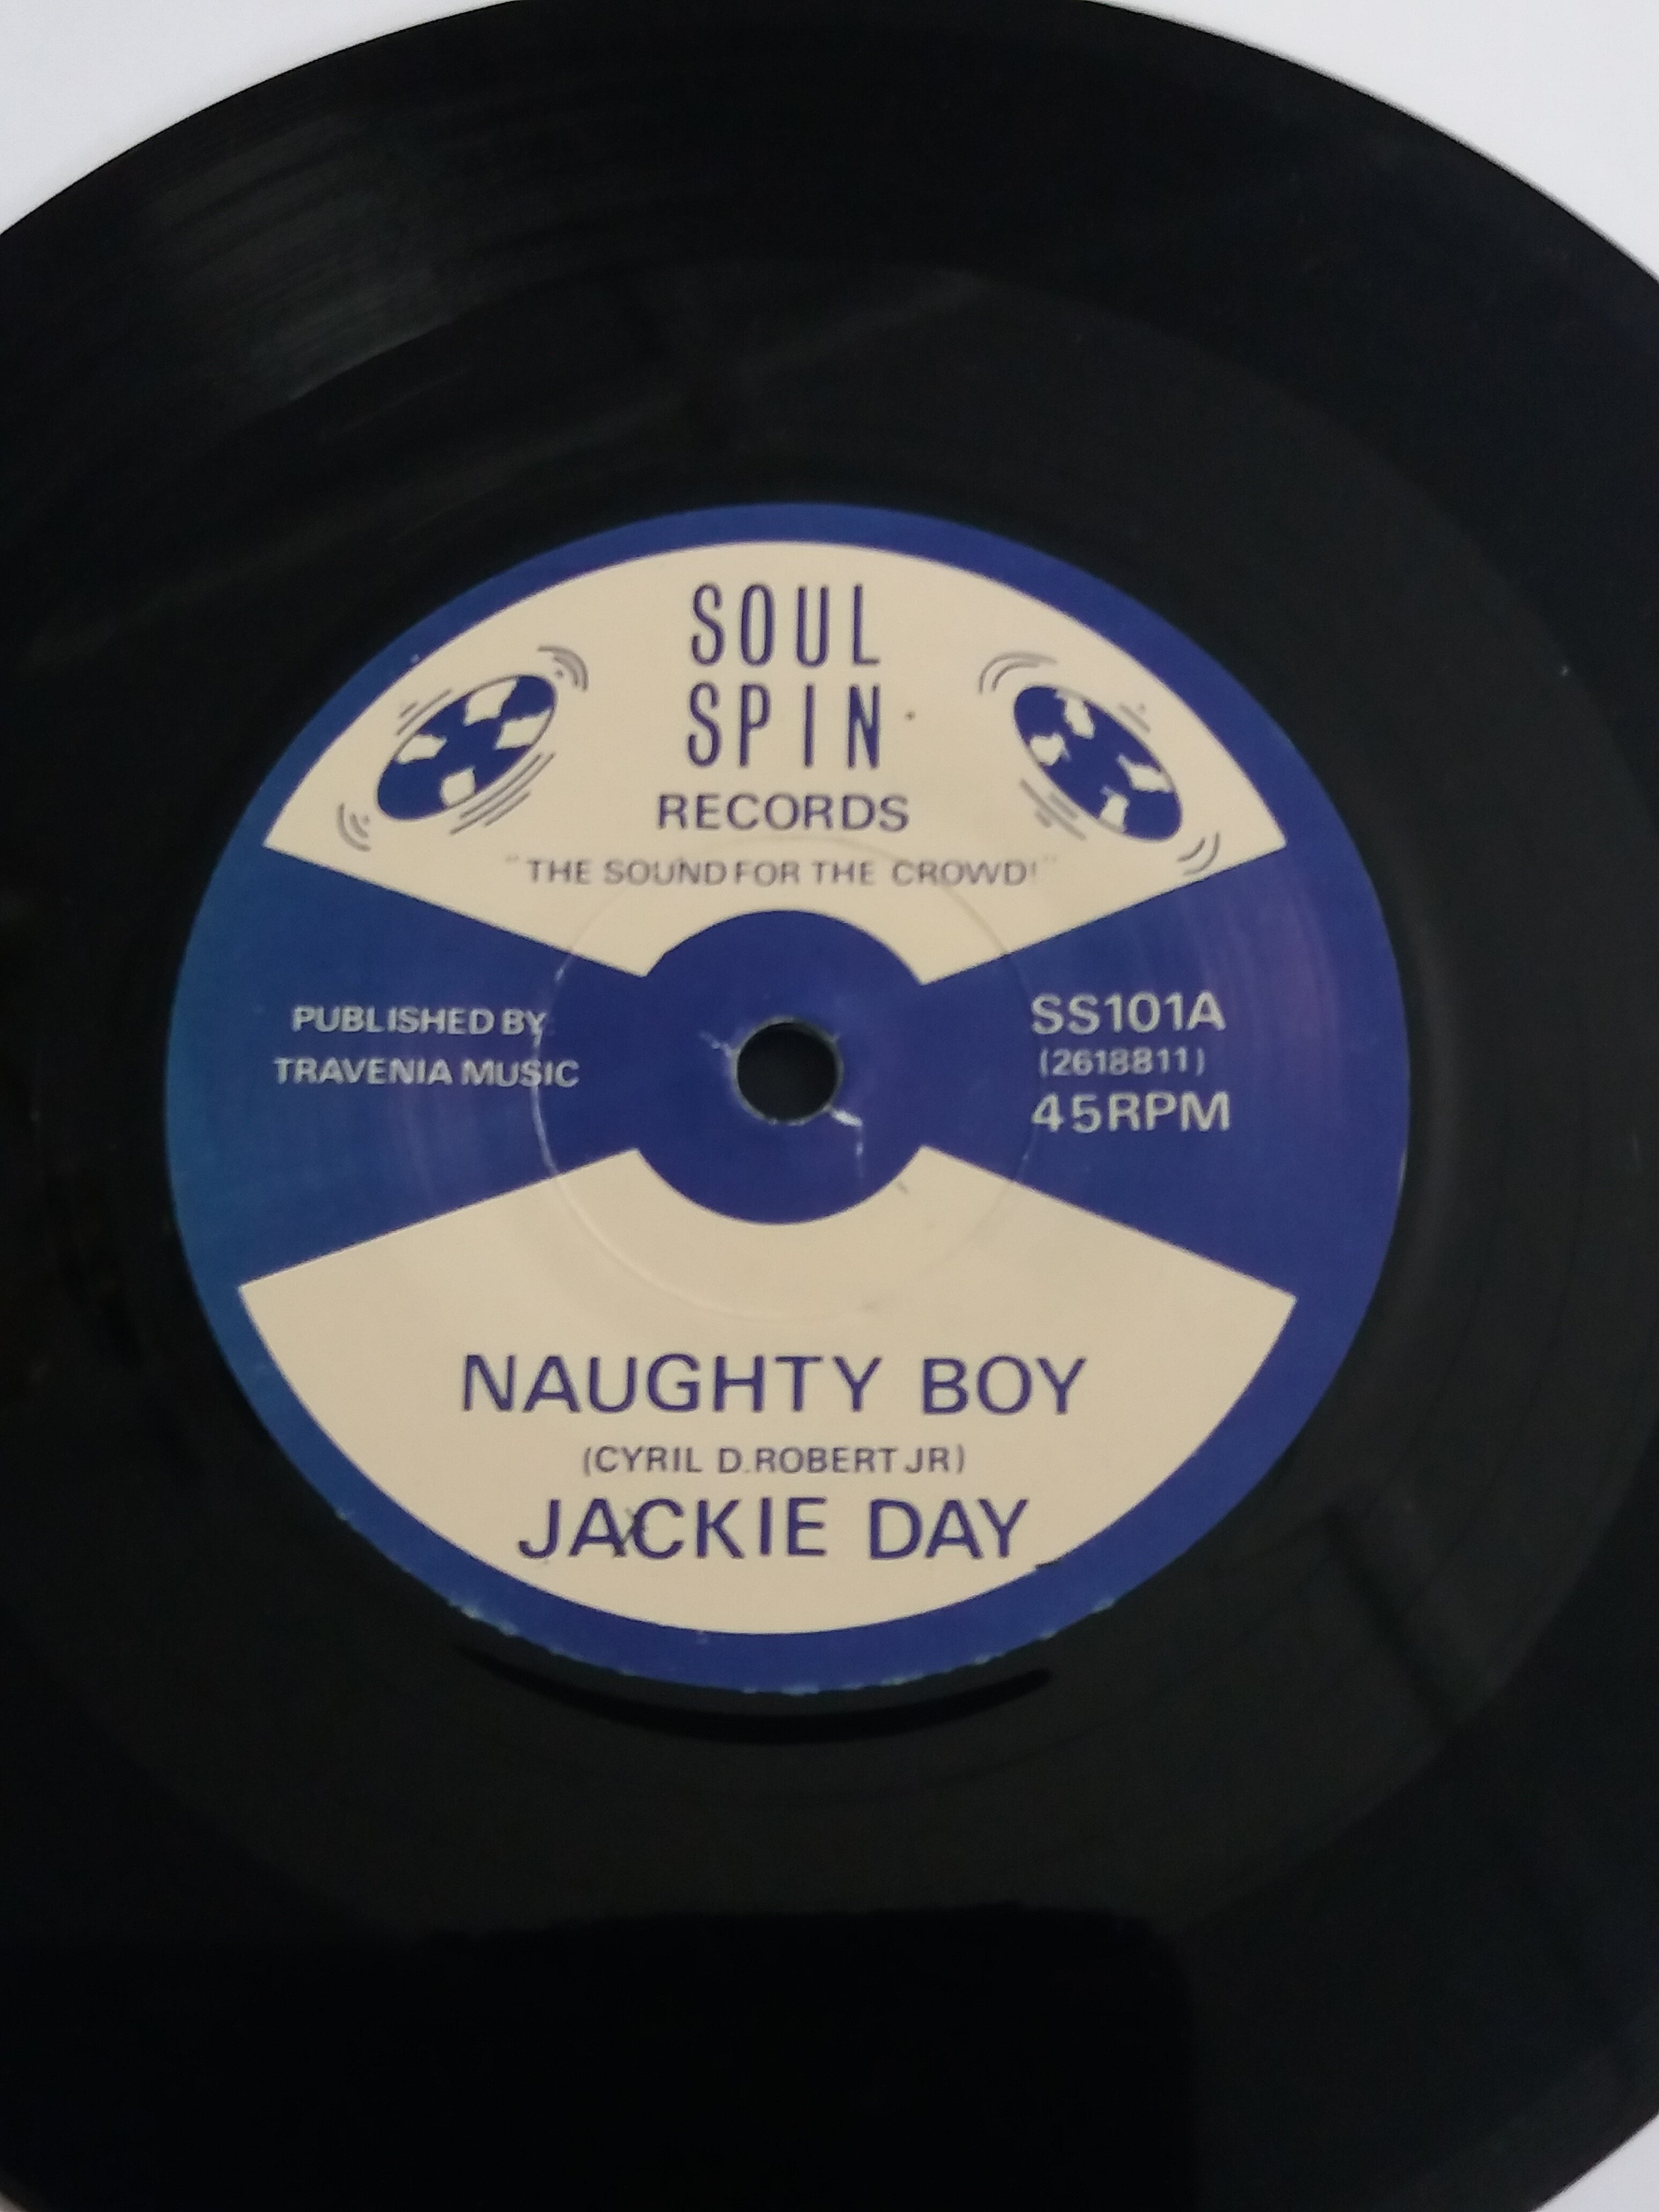 SOUL
SPIN
RECORDS
"THE SOUND FOR THE CROWD!"
PUBLISHED BY
TRAVENIA MUSIC
SS101A
(2618811)
45RPM
NAUGHTY BOY
(CYRIL D.ROBERT JR)
JACKIE DAY